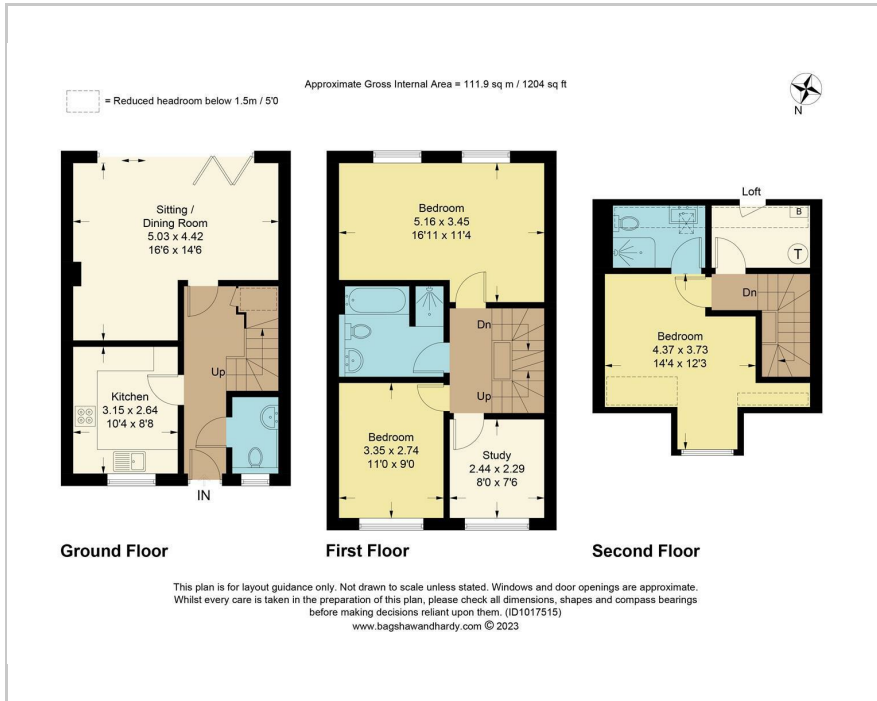 Approximate Gross Internal Area = 111.9 sq m / 1204 sq ft
= Reduced headroom below 1.5m / 5'0
N
Sitting /
Dining Room
5.03 x 4.42
16'6 x 14'6
Up
Kitchen
3.15 x 2.64
10'4 x 8'8
IN
Ground Floor
Bedroom
5.16 x 3.45
16'11 x 11'4
Dn
Up
Bedroom
3.35 x 2.74
11'0 x 9'0
Study
2.44 x 2.29
8'0 x 7'6
First Floor
Loft
B
T
Dn
Bedroom
4.37 x 3.73
14'4 x 12'3
Second Floor
This plan is for layout guidance only. Not drawn to scale unless stated. Windows and door openings are approximate.
Whilst every care is taken in the preparation of this plan, please check all dimensions, shapes and compass bearings
before making decisions reliant upon them. (ID1017515)
www.bagshawandhardy.com © 2023